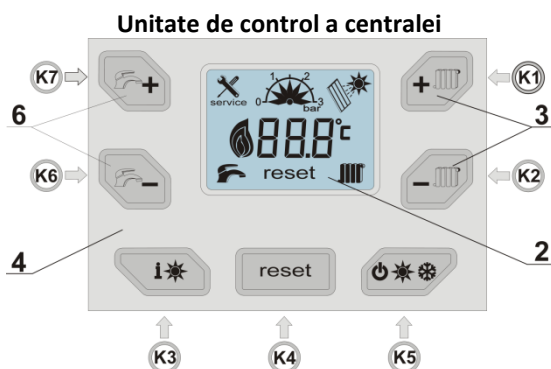 Unitate de control a centralei
K7
+
service
0 1 2 3
bar
+
K1
6
88.8°c
3
K6
-
reset
-
K2
4
2
i
reset
K3
K4
K5